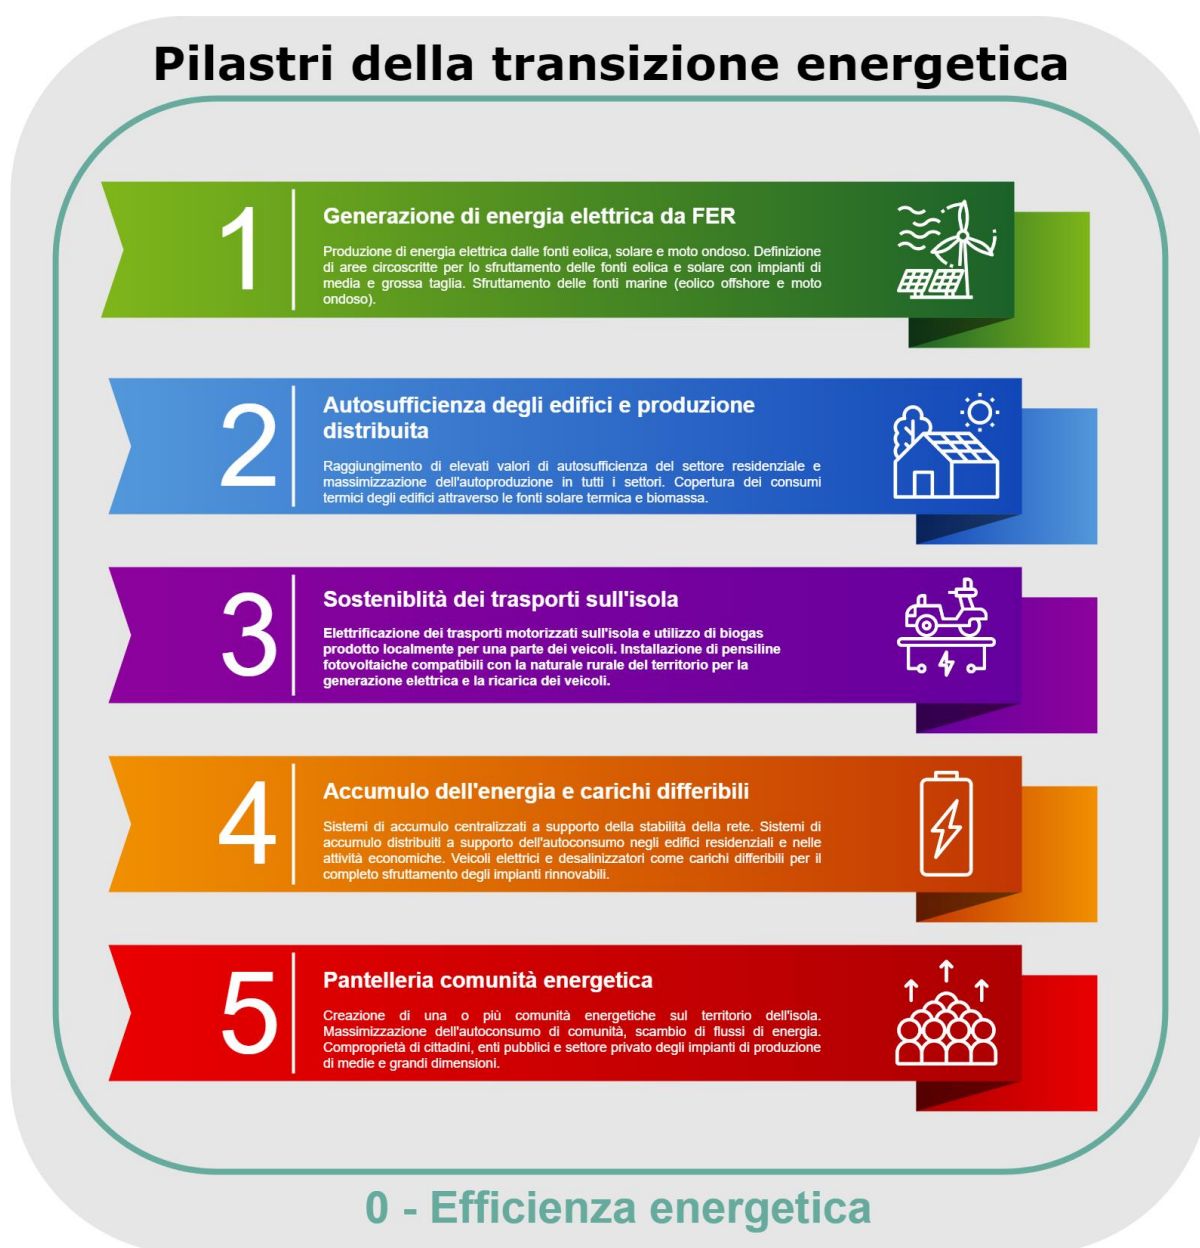 Pilastri della transizione energetica
1
Generazione di energia elettrica da FER
Produzione di energia elettrica dalle fonti eolica, solare e moto ondoso. Definizione
di aree circoscritte per lo sfruttamento delle fonti eolica e solare con impianti di
media e grossa taglia. Sfruttamento delle fonti marine (eolico offshore e moto
ondoso).
2
Autosufficienza degli edifici e produzione
distribuita
Raggiungimento di elevati valori di autosufficienza del settore residenziale e
massimizzazione dell'autoproduzione in tutti i settori. Copertura dei consumi
termici degli edifici attraverso le fonti solare termica e biomassa.
3
Sosteniblità dei trasporti sull'isola
Elettrificazione dei trasporti motorizzati sull'isola e utilizzo di biogas
prodotto localmente per una parte dei veicoli. Installazione di pensiline
fotovoltaiche compatibili con la naturale rurale del territorio per la
generazione elettrica e la ricarica dei veicoli.
4
Accumulo dell'energia e carichi differibili
Sistemi di accumulo centralizzati a supporto della stabilità della rete. Sistemi di
accumulo distribuiti a supporto dell'autoconsumo negli edifici residenziali e nelle
attività economiche. Veicoli elettrici e desalinizzatori come carichi differibili per il
completo sfruttamento degli impianti rinnovabili.
5
Pantelleria comunità energetica
Creazione di una o più comunità energetiche sul territorio dell'isola.
Massimizzazione dell'autoconsumo di comunità, scambio di flussi di energia.
Comproprietà di cittadini, enti pubblici e settore privato degli impianti di produzione
di medie e grandi dimensioni.
0 - Efficienza energetica